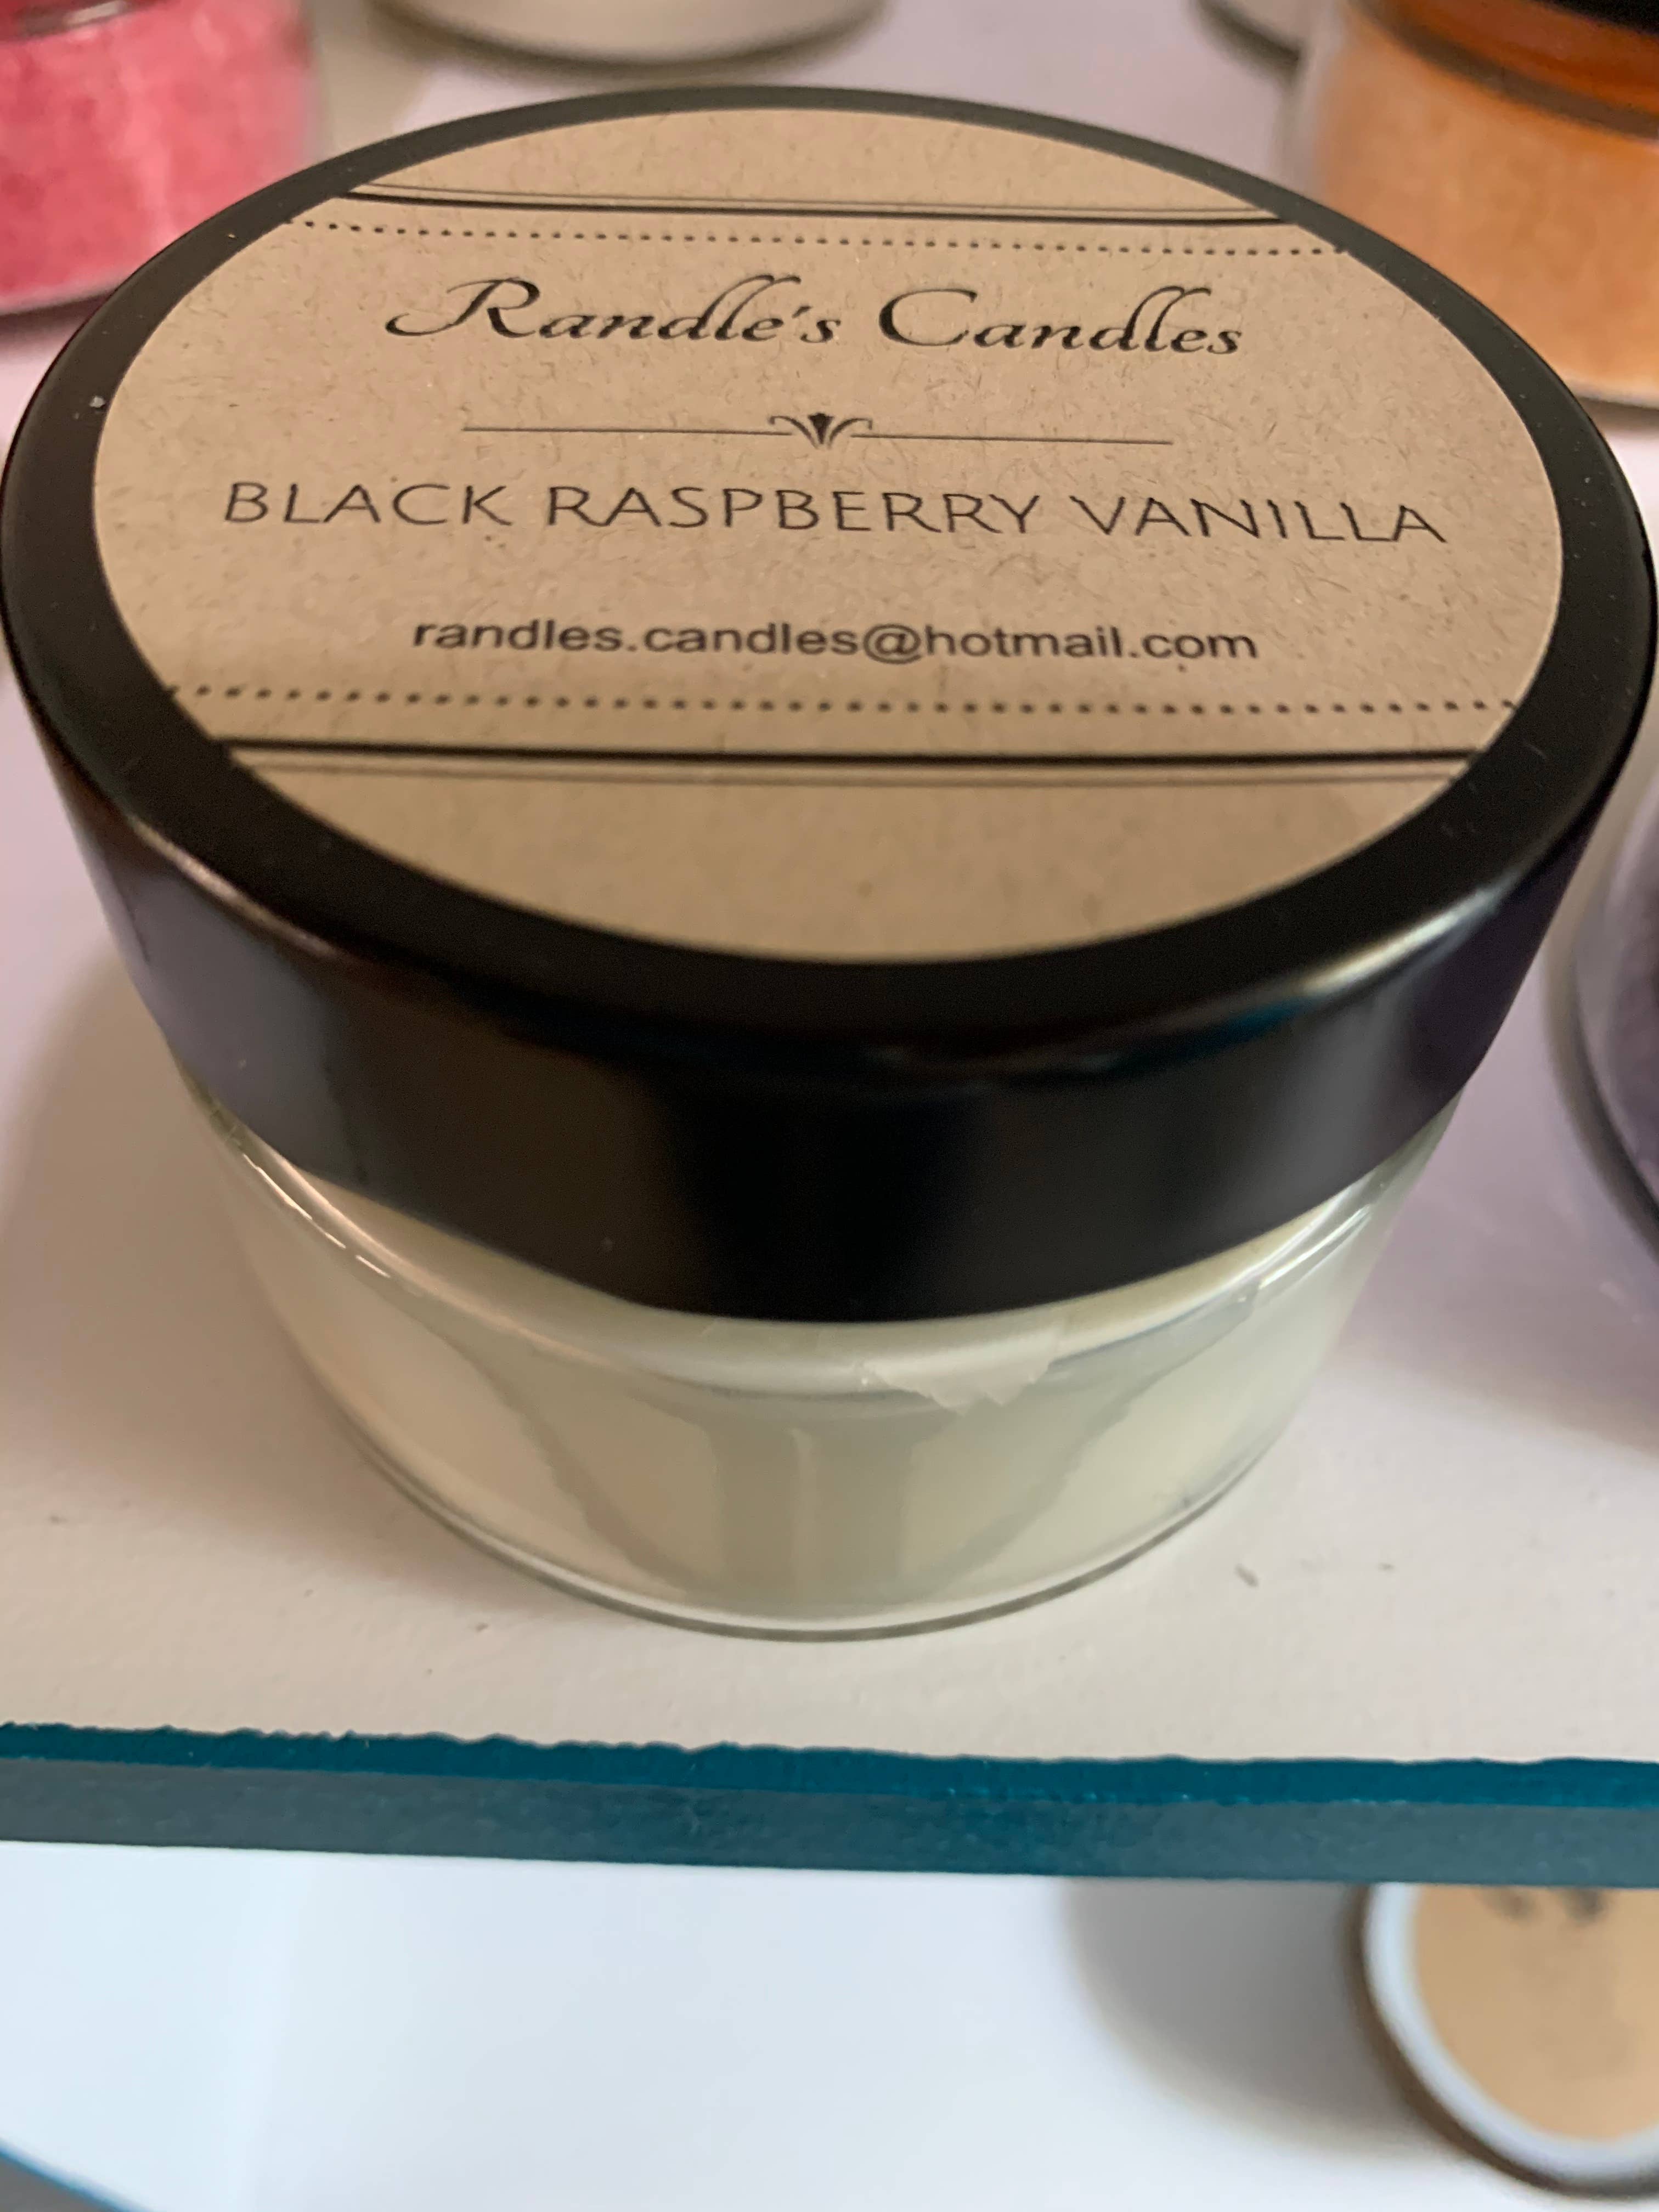 Randle's Candles
BLACK RASPBERRY VANILLA
randles.candles@hotmail.com